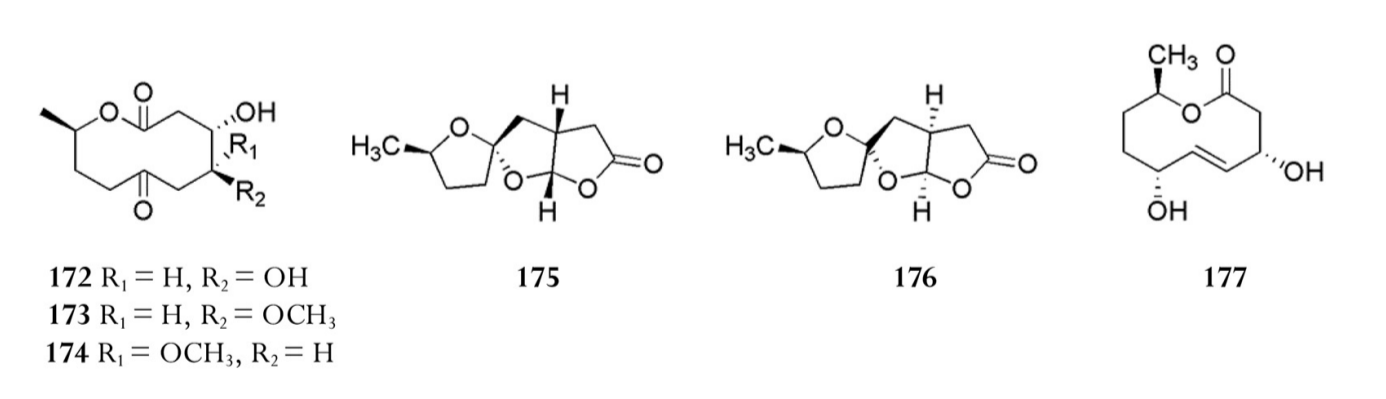 O O OH R₁ R₂ O
172 R₁ = H, R₂ = OH
173 R₁ = H, R₂ = OCH₃
174 R₁ = OCH₃, R₂ = H
H H₃C O O O O H
175
H H₃C O O O O H
176
CH₃ O O OH OH
177